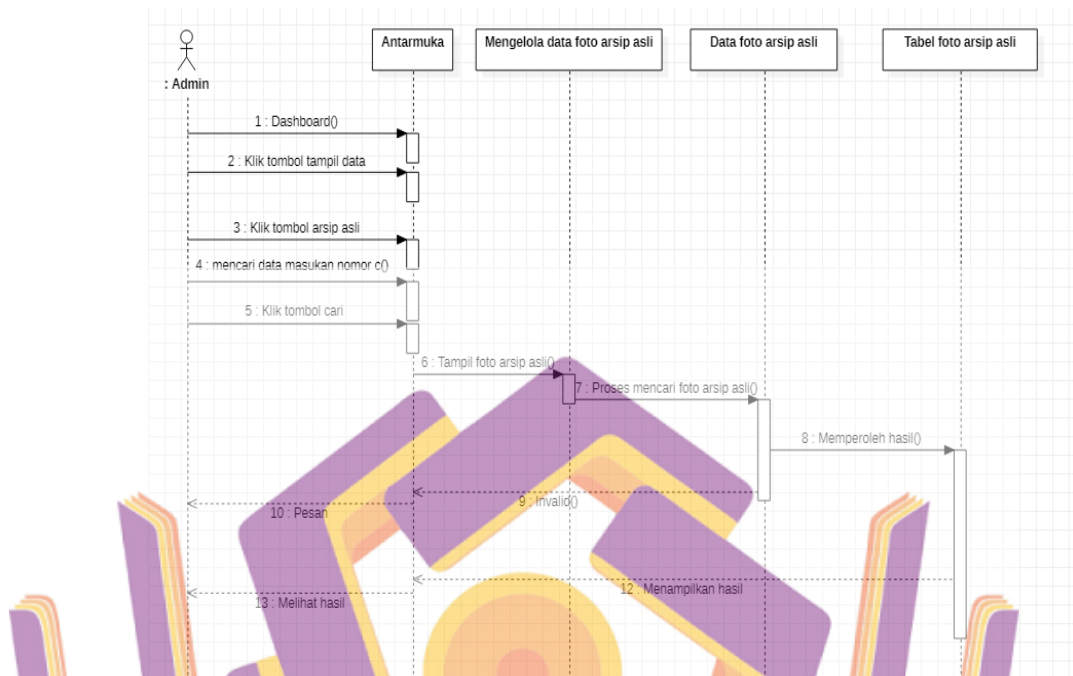 Antarmuka
Mengelola data foto arsip asli
Data foto arsip asli
Tabel foto arsip asli
: Admin
1 : Dashboard()
2 : Klik tombol tampil data
3 : Klik tombol arsip asli
4 : mencari data masukan nomor c()
5 : Klik tombol cari
6 : Tampil foto arsip asli()
7 : Proses mencari foto arsip asli()
8 : Memperoleh hasil()
9 : Invalid()
10 : Pesan
12 : Menampilkan hasil
13 : Melihat hasil